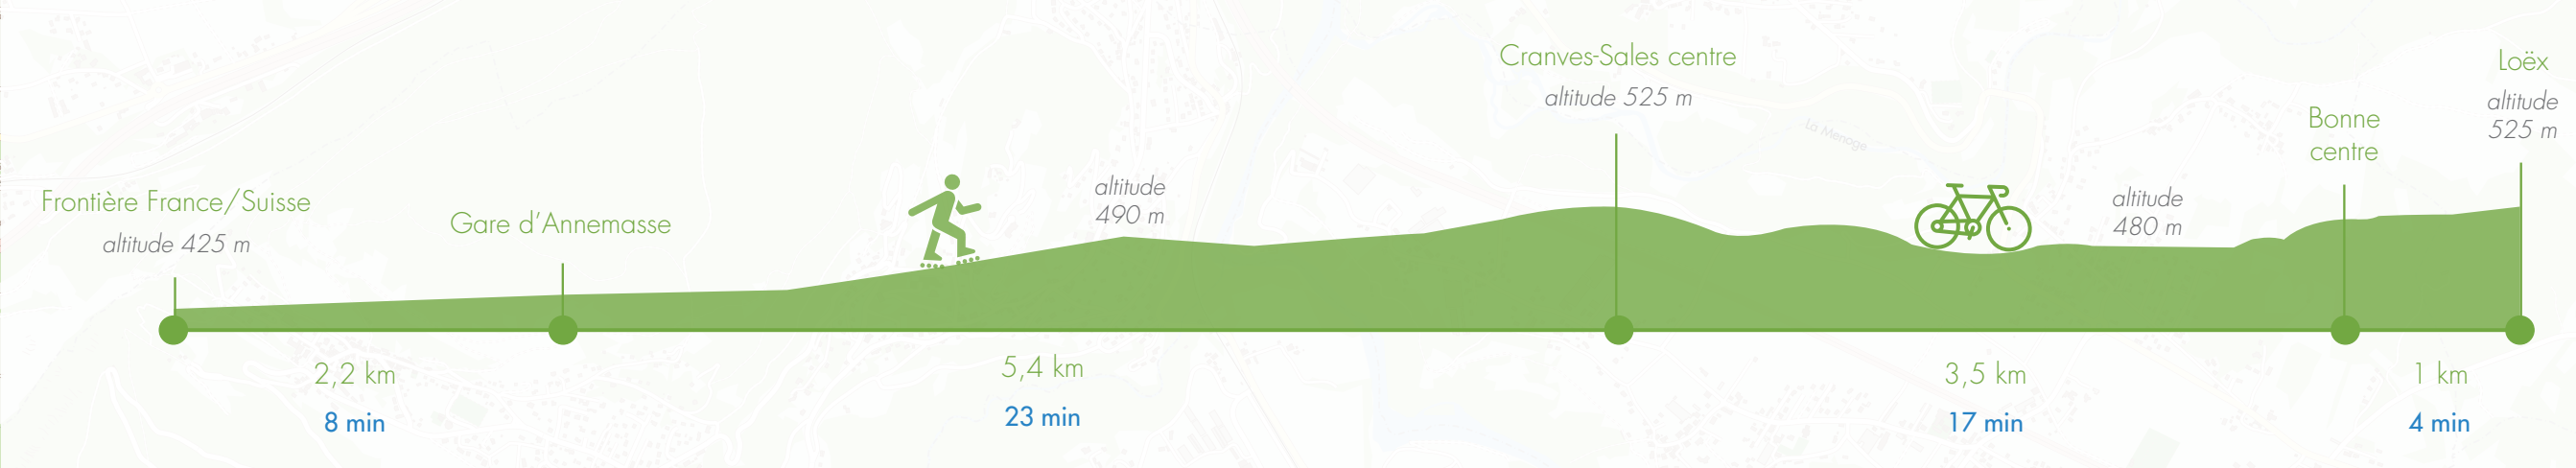 Frontière France/Suisse
altitude 425 m
Gare d'Annemasse
altitude
490 m
Cranves-Sales centre
altitude 525 m
La Menoge
altitude
480 m
Bonne
centre
Loëx
altitude
525 m
2,2 km
8 min
5,4 km
23 min
3,5 km
17 min
1 km
4 min